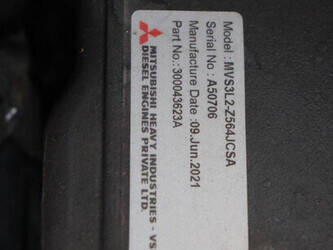 Model : MVS3L2-Z564JCSA
Serial No : A50706
Manufacture Date :09.Jun.2021
Part No.:300043623A
MITSUBISHI HEAVY INDUSTRIES - VS
DIESEL ENGINES PRIVATE LTD.